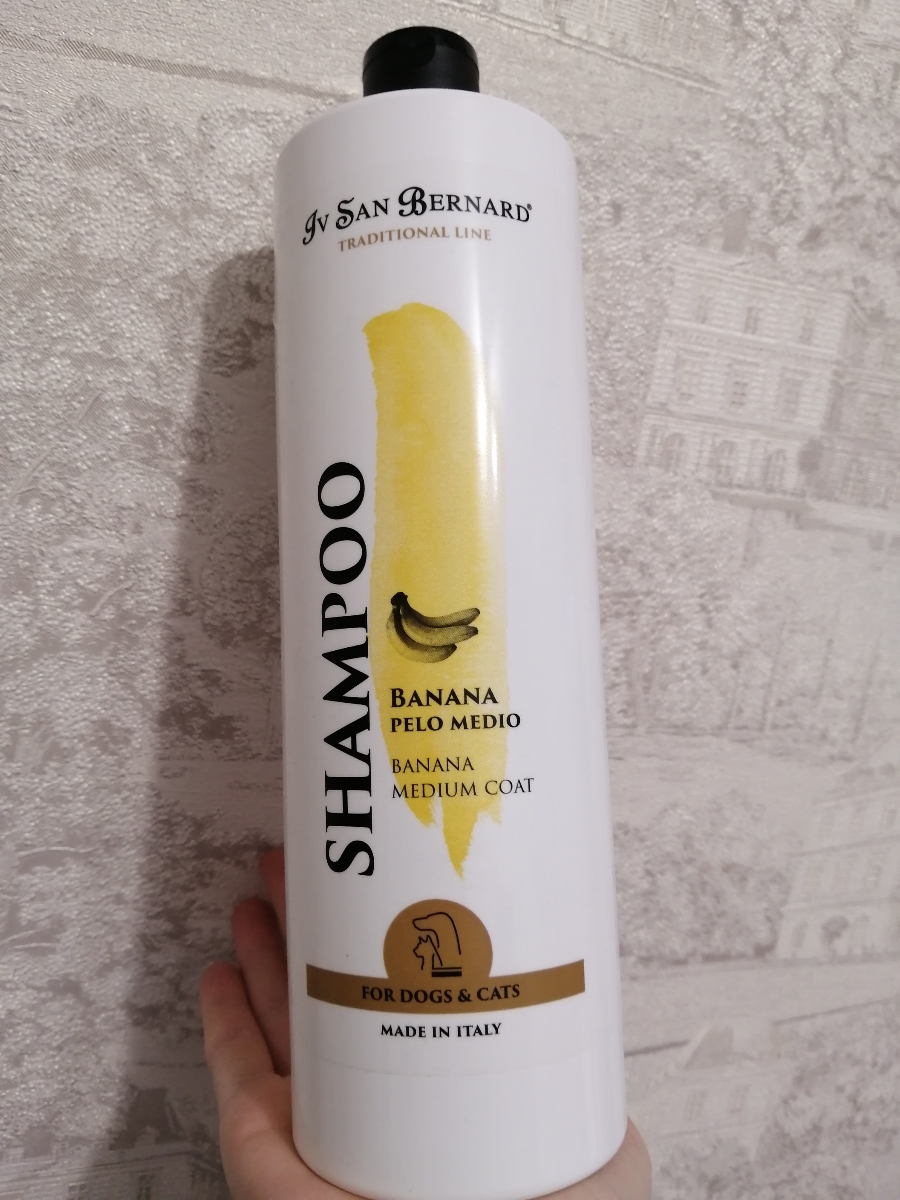 Iv San Bernard®
TRADITIONAL LINE
SHAMPOO
BANANA
PELO MEDIO
BANANA
MEDIUM COAT
FOR DOGS & CATS
MADE IN ITALY